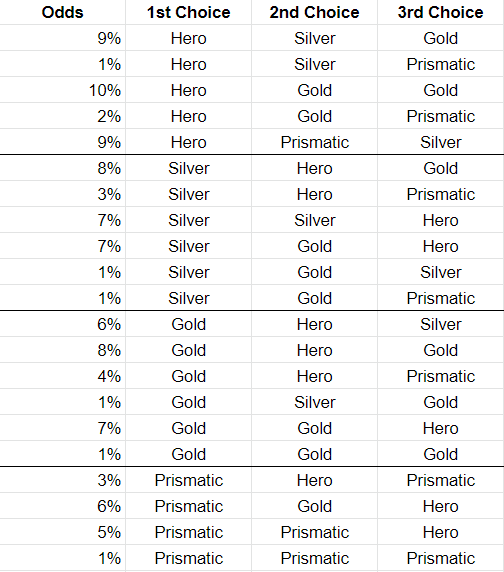 Odds 1st Choice 2nd Choice 3rd Choice
9% Hero Silver Gold
1% Hero Silver Prismatic
10% Hero Gold Gold
2% Hero Gold Prismatic
9% Hero Prismatic Silver
8% Silver Hero Gold
3% Silver Hero Prismatic
7% Silver Silver Hero
7% Silver Gold Hero
1% Silver Gold Silver
1% Silver Gold Prismatic
6% Gold Hero Silver
8% Gold Hero Gold
4% Gold Hero Prismatic
1% Gold Silver Gold
7% Gold Gold Hero
1% Gold Gold Gold
3% Prismatic Hero Prismatic
6% Prismatic Gold Hero
5% Prismatic Prismatic Hero
1% Prismatic Prismatic Prismatic